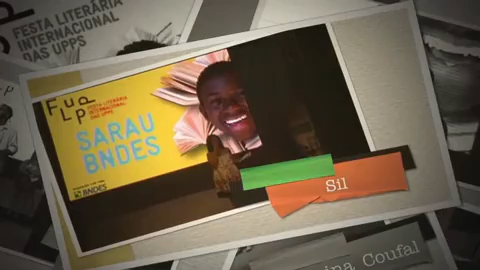 FESTA LITERÁRIA
INTERNACIONAL
DAS UPPS
FLUPP
FESTA LITERÁRIA
INTERNACIONAL
DAS UPPS
SARAU
BNDES
BNDES
Sil
Coufal